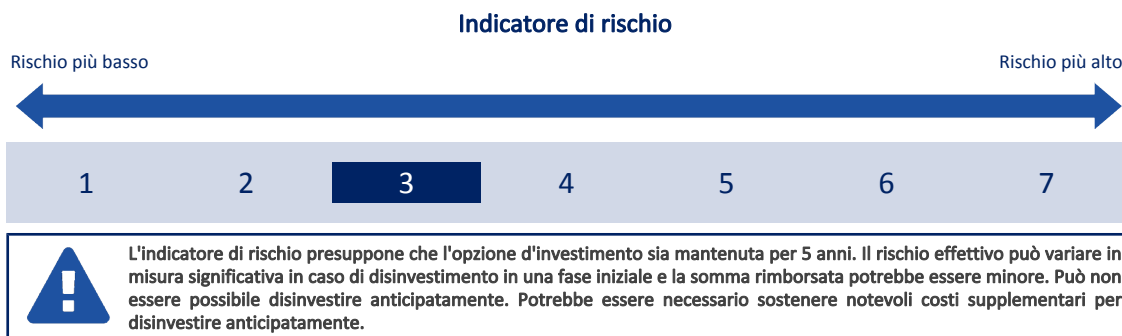 Indicatore di rischio
Rischio più basso
Rischio più alto
1 2 3 4 5 6 7
L'indicatore di rischio presuppone che l'opzione d'investimento sia mantenuta per 5 anni. Il rischio effettivo può variare in
misura significativa in caso di disinvestimento in una fase iniziale e la somma rimborsata potrebbe essere minore. Può non
essere possibile disinvestire anticipatamente. Potrebbe essere necessario sostenere notevoli costi supplementari per
disinvestire anticipatamente.